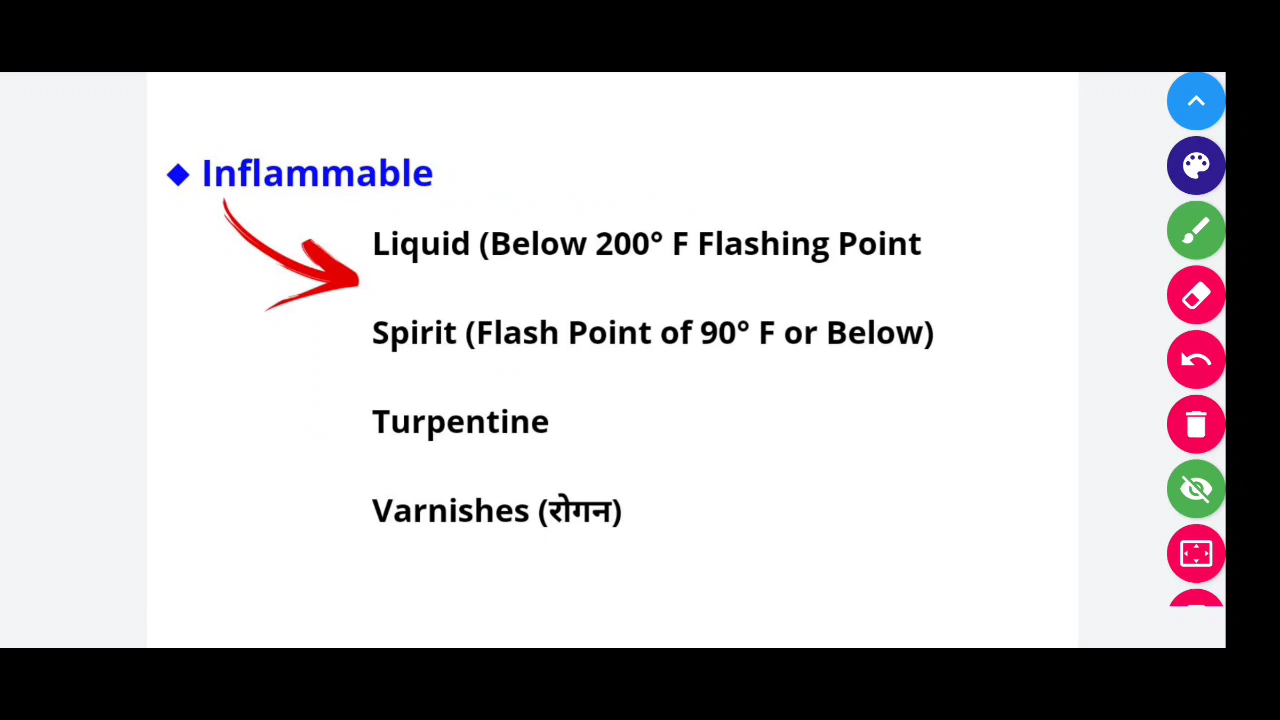 Inflammable
Liquid (Below 200° F Flashing Point
Spirit (Flash Point of 90° F or Below)
Turpentine
Varnishes (रोगन)